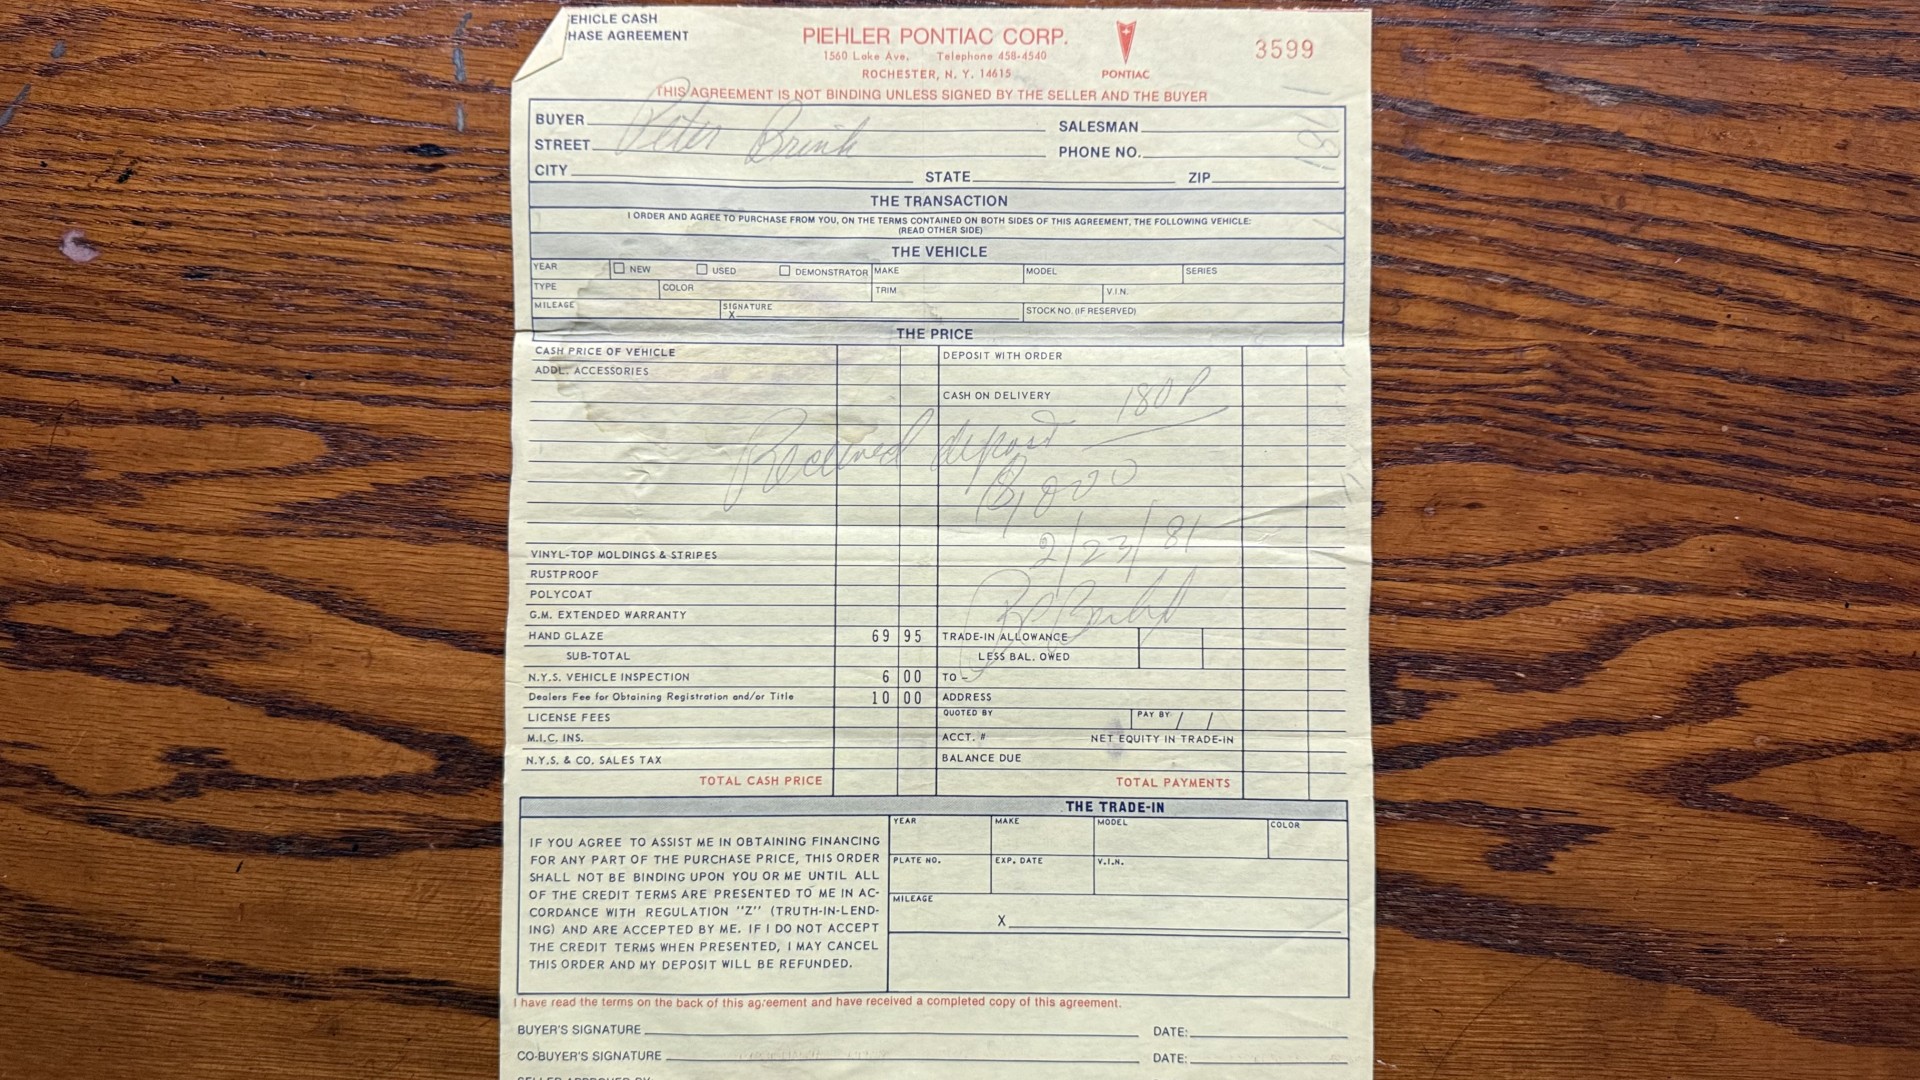 EHICLE CASH
HASE AGREEMENT
PIEHLER PONTIAC CORP.
1560 Lake Ave. Telephone 458-4540
ROCHESTER, N. Y. 14615
PONTIAC
3599
THIS AGREEMENT IS NOT BINDING UNLESS SIGNED BY THE SELLER AND THE BUYER
BUYER Peter Brink SALESMAN
STREET PHONE NO.
CITY STATE ZIP
THE TRANSACTION
I ORDER AND AGREE TO PURCHASE FROM YOU, ON THE TERMS CONTAINED ON BOTH SIDES OF THIS AGREEMENT, THE FOLLOWING VEHICLE:
(READ OTHER SIDE)
THE VEHICLE
YEAR NEW USED DEMONSTRATOR MAKE MODEL SERIES
TYPE COLOR TRIM V.I.N.
MILEAGE SIGNATURE X STOCK NO. (IF RESERVED)
THE PRICE
CASH PRICE OF VEHICLE DEPOSIT WITH ORDER
ADDL. ACCESSORIES
CASH ON DELIVERY
Received deposit
2/23/81
VINYL-TOP MOLDINGS & STRIPES
RUSTPROOF
POLYCOAT
G.M. EXTENDED WARRANTY
HAND GLAZE 69 95 TRADE-IN ALLOWANCE
SUB-TOTAL LESS BAL. OWED
N.Y.S. VEHICLE INSPECTION 6 00 TO -
Dealers Fee for Obtaining Registration and/or Title 10 00 ADDRESS
LICENSE FEES QUOTED BY PAY BY / /
M.I.C. INS. ACCT. # NET EQUITY IN TRADE-IN
N.Y.S. & CO. SALES TAX BALANCE DUE
TOTAL CASH PRICE TOTAL PAYMENTS
THE TRADE-IN
YEAR MAKE MODEL COLOR
PLATE NO. EXP. DATE V.I.N.
MILEAGE
X
IF YOU AGREE TO ASSIST ME IN OBTAINING FINANCING
FOR ANY PART OF THE PURCHASE PRICE, THIS ORDER
SHALL NOT BE BINDING UPON YOU OR ME UNTIL ALL
OF THE CREDIT TERMS ARE PRESENTED TO ME IN AC-
CORDANCE WITH REGULATION "Z" (TRUTH-IN-LEND-
ING) AND ARE ACCEPTED BY ME. IF I DO NOT ACCEPT
THE CREDIT TERMS WHEN PRESENTED, I MAY CANCEL
THIS ORDER AND MY DEPOSIT WILL BE REFUNDED.
I have read the terms on the back of this agreement and have received a completed copy of this agreement.
BUYER'S SIGNATURE DATE:
CO-BUYER'S SIGNATURE DATE: